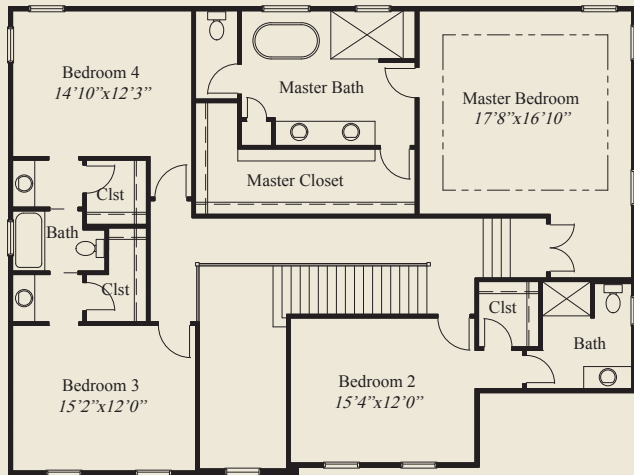 Bedroom 4
14’10”x12’3”
Master Bath
Master Bedroom
17’8”x16’10”
Clst
Master Closet
Bath
Clst
Clst
Bath
Bedroom 3
15’2”x12’0”
Bedroom 2
15’4”x12’0”